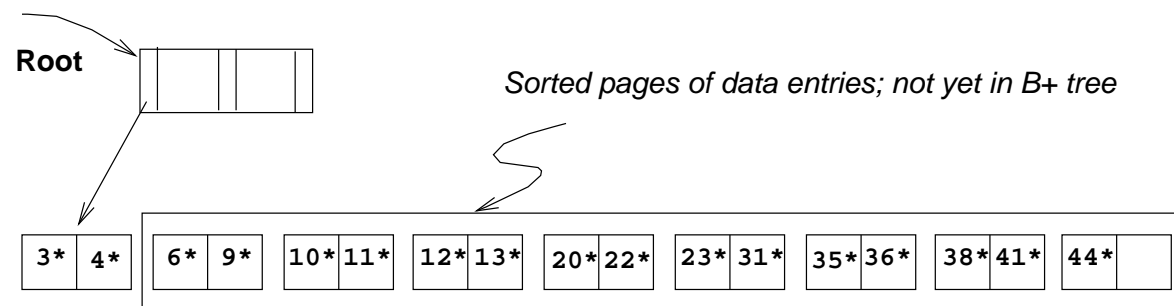 Root
Sorted pages of data entries; not yet in B+ tree
3* 4* 6* 9* 10* 11* 12* 13* 20* 22* 23* 31* 35* 36* 38* 41* 44*